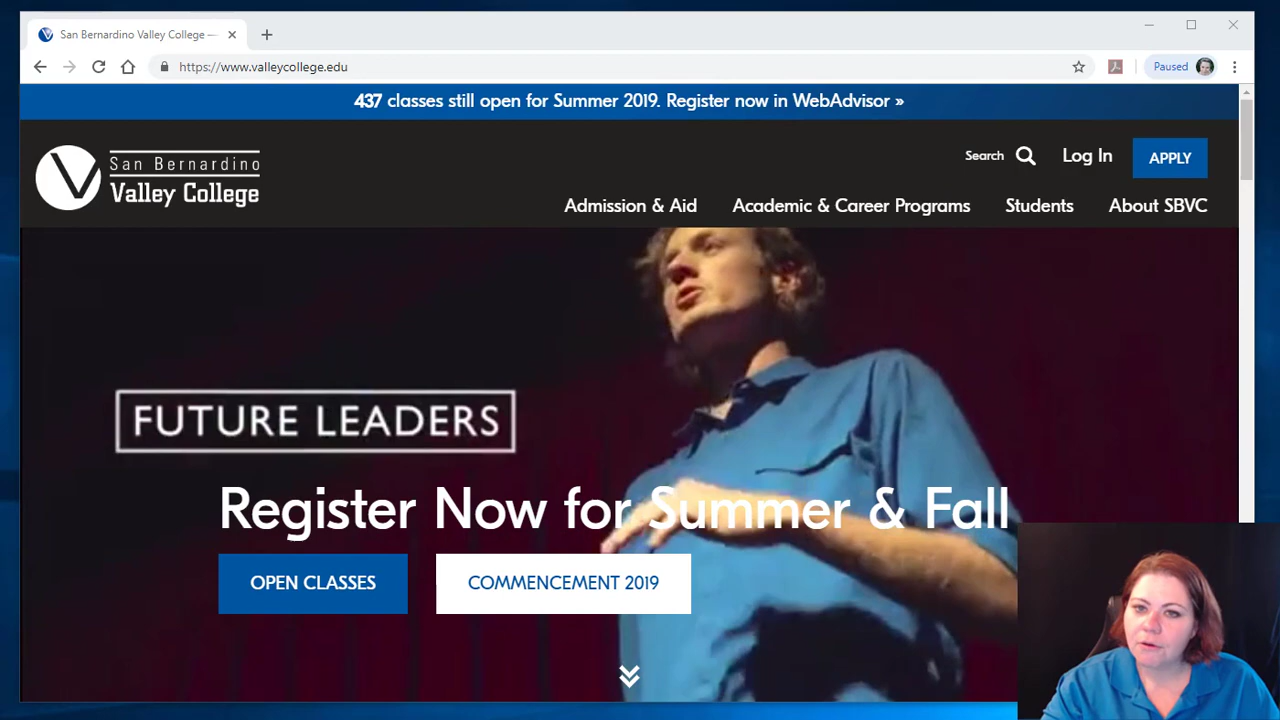 San Bernardino Valley College —
https://www.valleycollege.edu
Paused
437 classes still open for Summer 2019. Register now in WebAdvisor »
San Bernardino
Valley College
Search
Log In
APPLY
Admission & Aid
Academic & Career Programs
Students
About SBVC
FUTURE LEADERS
Register Now for Summer & Fall
OPEN CLASSES
COMMENCEMENT 2019